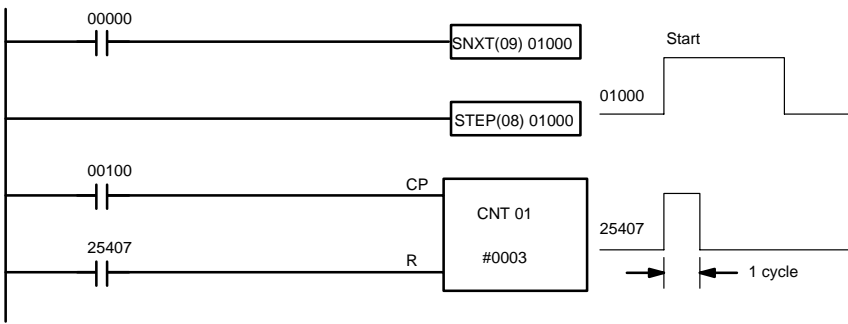 00000
SNXT(09) 01000
Start
01000
STEP(08) 01000
00100
CP
CNT 01
25407
25407
R
#0003
1 cycle